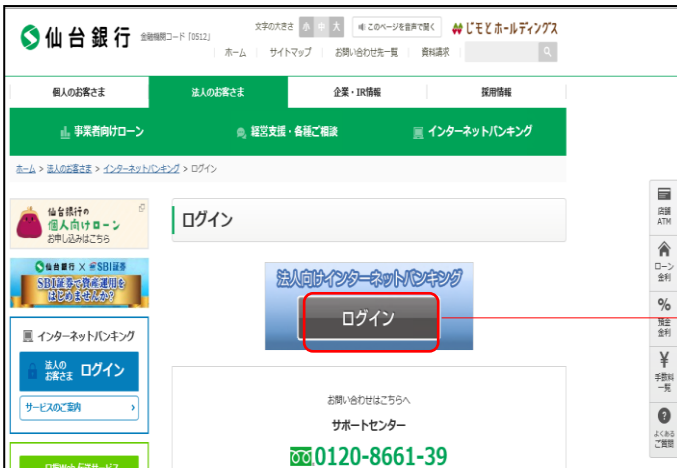 仙台銀行 金融機関コード「0512」
文字の大きさ 小 中 大 このページを音声で聞く じもとホールディングス
ホーム サイトマップ お問い合わせ先一覧 資料請求
個人のお客さま 法人のお客さま 企業・IR情報 採用情報
事業者向けローン 経営支援・各種ご相談 インターネットバンキング
ホーム > 法人のお客さま > インターネットバンキング > ログイン
仙台銀行の
個人向けローン
お申し込みはこちら
ログイン
仙台銀行 × SBI証券
SBI証券で資産運用を
はじめませんか?
法人向けインターネットバンキング
ログイン
インターネットバンキング
法人の
お客さま ログイン
サービスのご案内
お問い合わせはこちらへ
サポートセンター
0120-8661-39
店舗
ATM
ローン
金利
%
預金
金利
¥
手数料
一覧
?
よくある
ご質問